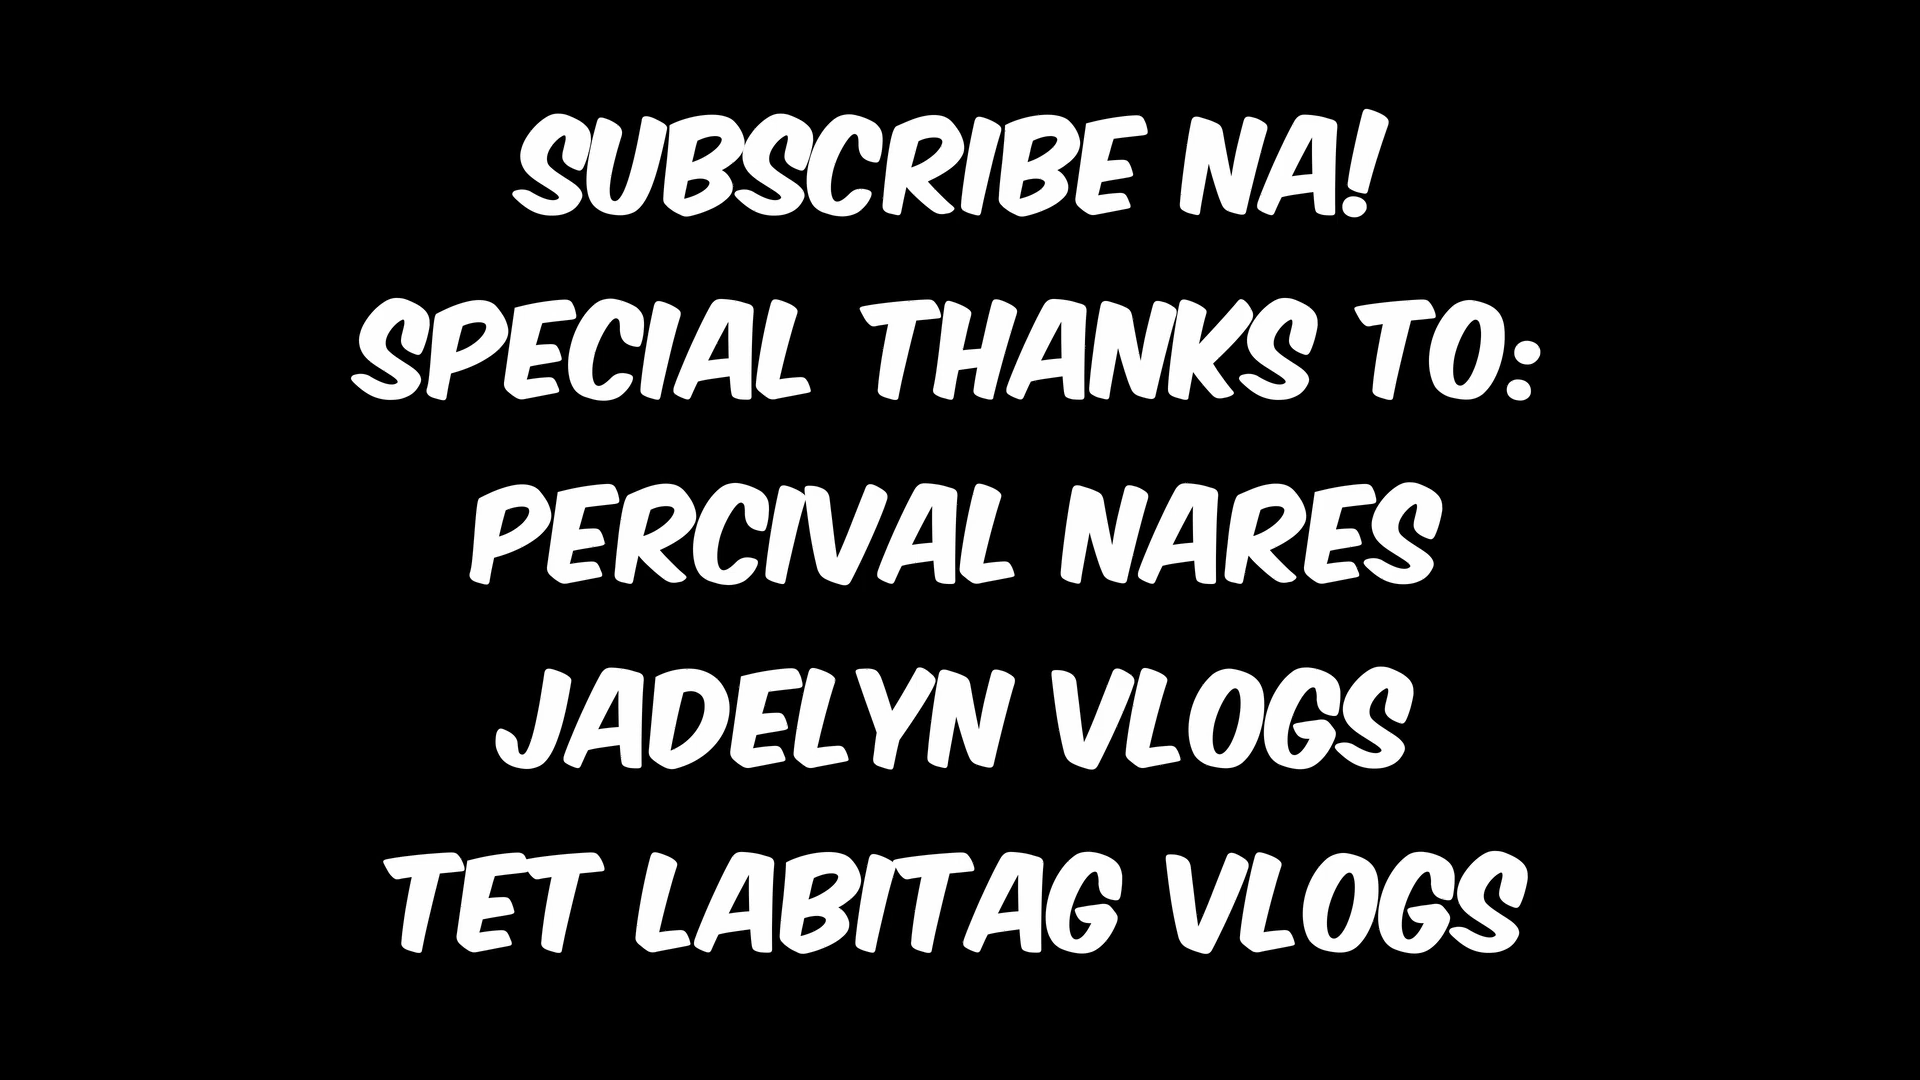 SUBSCRIBE NA!
SPECIAL THANKS TO:
PERCIVAL NARES
JADELYN VLOGS
TET LABITAG VLOGS